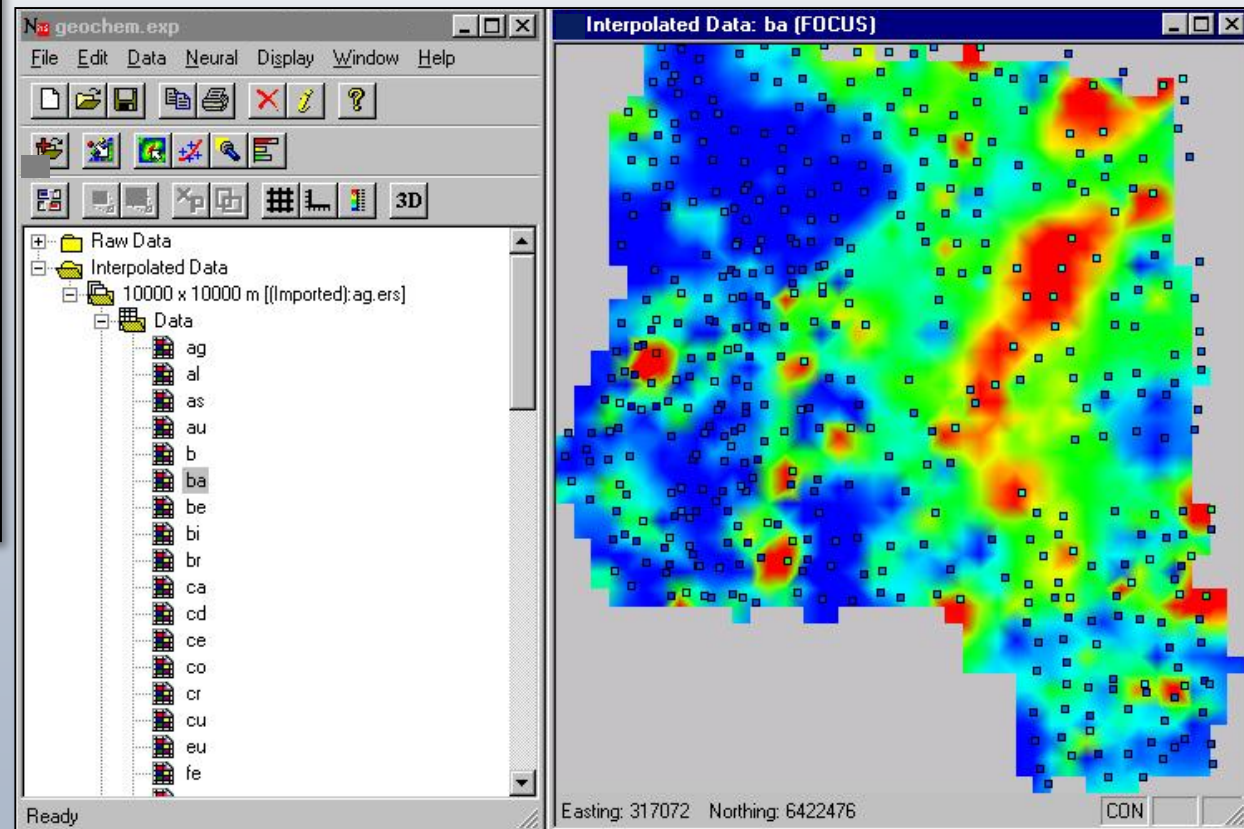 geochem.exp
File Edit Data Neural Display Window Help
3D
Raw Data
Interpolated Data
10000 x 10000 m [(Imported):ag.ers]
Data
ag
al
as
au
b
ba
be
bi
br
ca
cd
ce
co
cr
cu
eu
fe
Ready
Interpolated Data: ba (FOCUS)
Easting: 317072 Northing: 6422476 CON